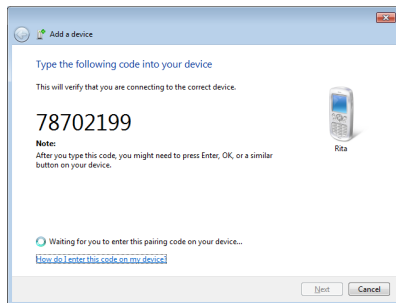 Add a device
Type the following code into your device
This will verify that you are connecting to the correct device.
78702199
Note:
After you type this code, you might need to press Enter, OK, or a similar
button on your device.
Rita
Waiting for you to enter this pairing code on your device...
How do I enter this code on my device?
Next Cancel